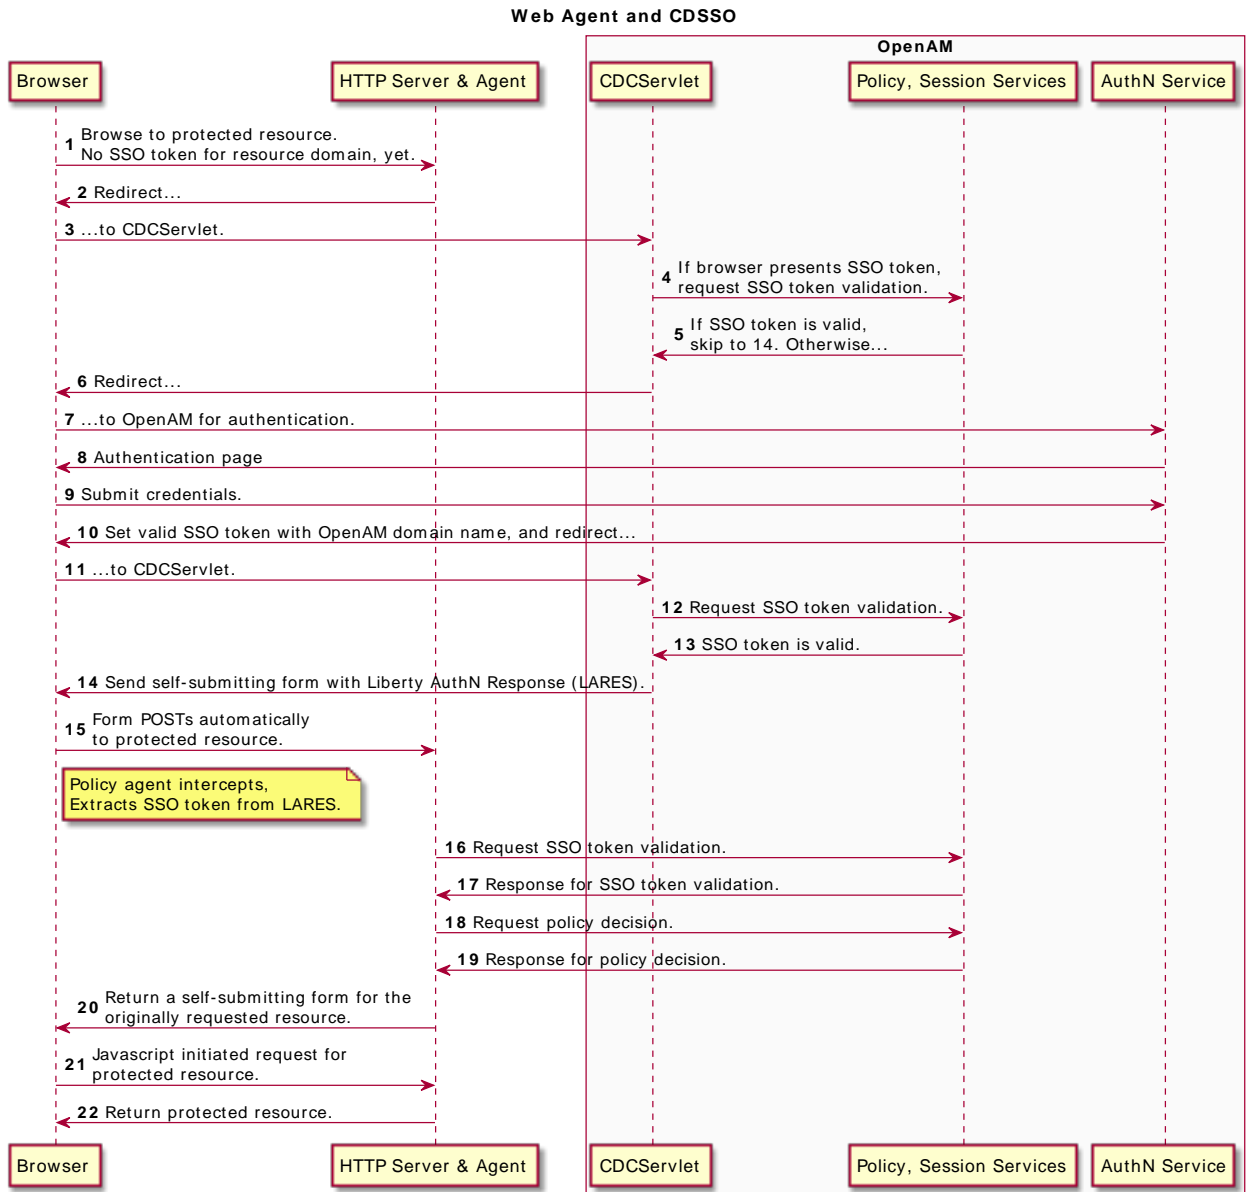 Web Agent and CDSSO
OpenAM
Browser
HTTP Server & Agent
CDCServlet
Policy, Session Services
AuthN Service
1 Browse to protected resource.
No SSO token for resource domain, yet.
2 Redirect...
3 ...to CDCServlet.
4 If browser presents SSO token,
request SSO token validation.
5 If SSO token is valid,
skip to 14. Otherwise...
6 Redirect...
7 ...to OpenAM for authentication.
8 Authentication page
9 Submit credentials.
10 Set valid SSO token with OpenAM domain name, and redirect...
11 ...to CDCServlet.
12 Request SSO token validation.
13 SSO token is valid.
14 Send self-submitting form with Liberty AuthN Response (LARES).
15 Form POSTs automatically
to protected resource.
Policy agent intercepts,
Extracts SSO token from LARES.
16 Request SSO token validation.
17 Response for SSO token validation.
18 Request policy decision.
19 Response for policy decision.
20 Return a self-submitting form for the
originally requested resource.
21 Javascript initiated request for
protected resource.
22 Return protected resource.
Browser
HTTP Server & Agent
CDCServlet
Policy, Session Services
AuthN Service